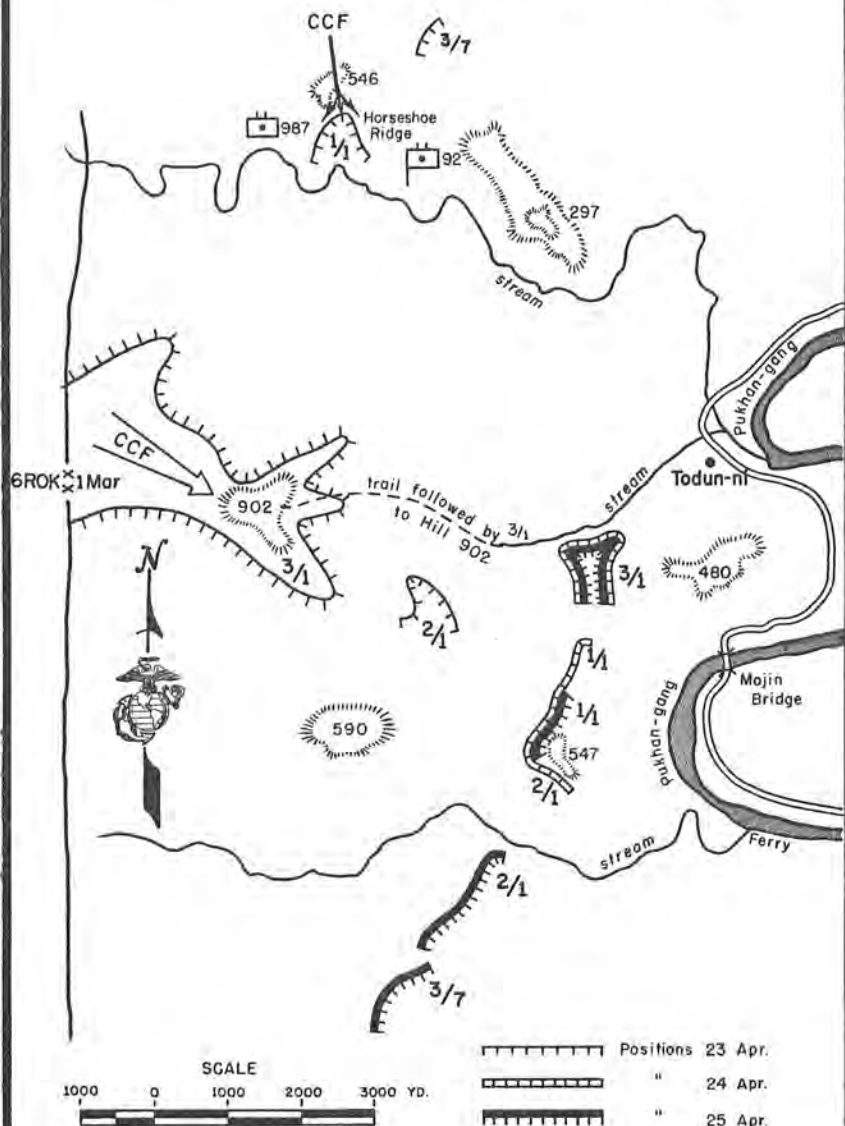 CCF
3/7
546
987
Horseshoe
Ridge
1/1
92
297
stream
Pukhan-gang
CCF
6ROK
1 Mar
902
trail followed by 3/1
to Hill 902
stream
Todun-ni
3/1
3/1
480
2/1
N
1/1
Mojin
Bridge
1/1
Pukhan-gang
590
547
2/1
stream
Ferry
2/1
3/7
SCALE
1000 0 1000 2000 3000 YD.
Positions 23 Apr.
" 24 Apr.
" 25 Apr.